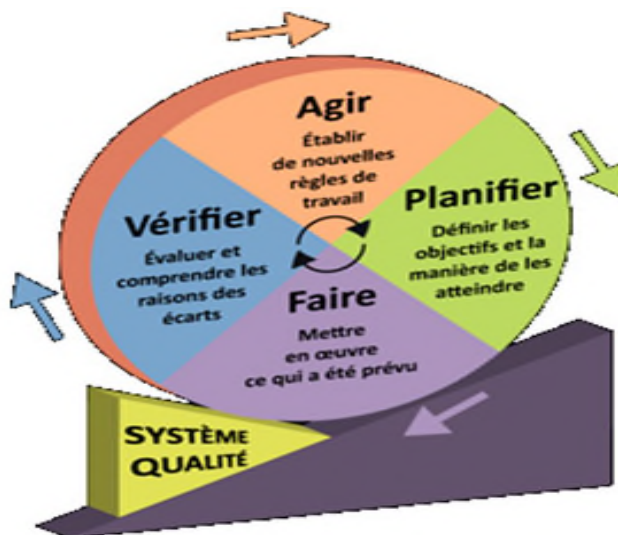 Agir
Établir
de nouvelles
règles de
travail
Planifier
Définir les
objectifs et la
manière de les
atteindre
Faire
Mettre
en œuvre
ce qui a été prévu
Vérifier
Évaluer et
comprendre les
raisons des
écarts
SYSTÈME
QUALITÉ